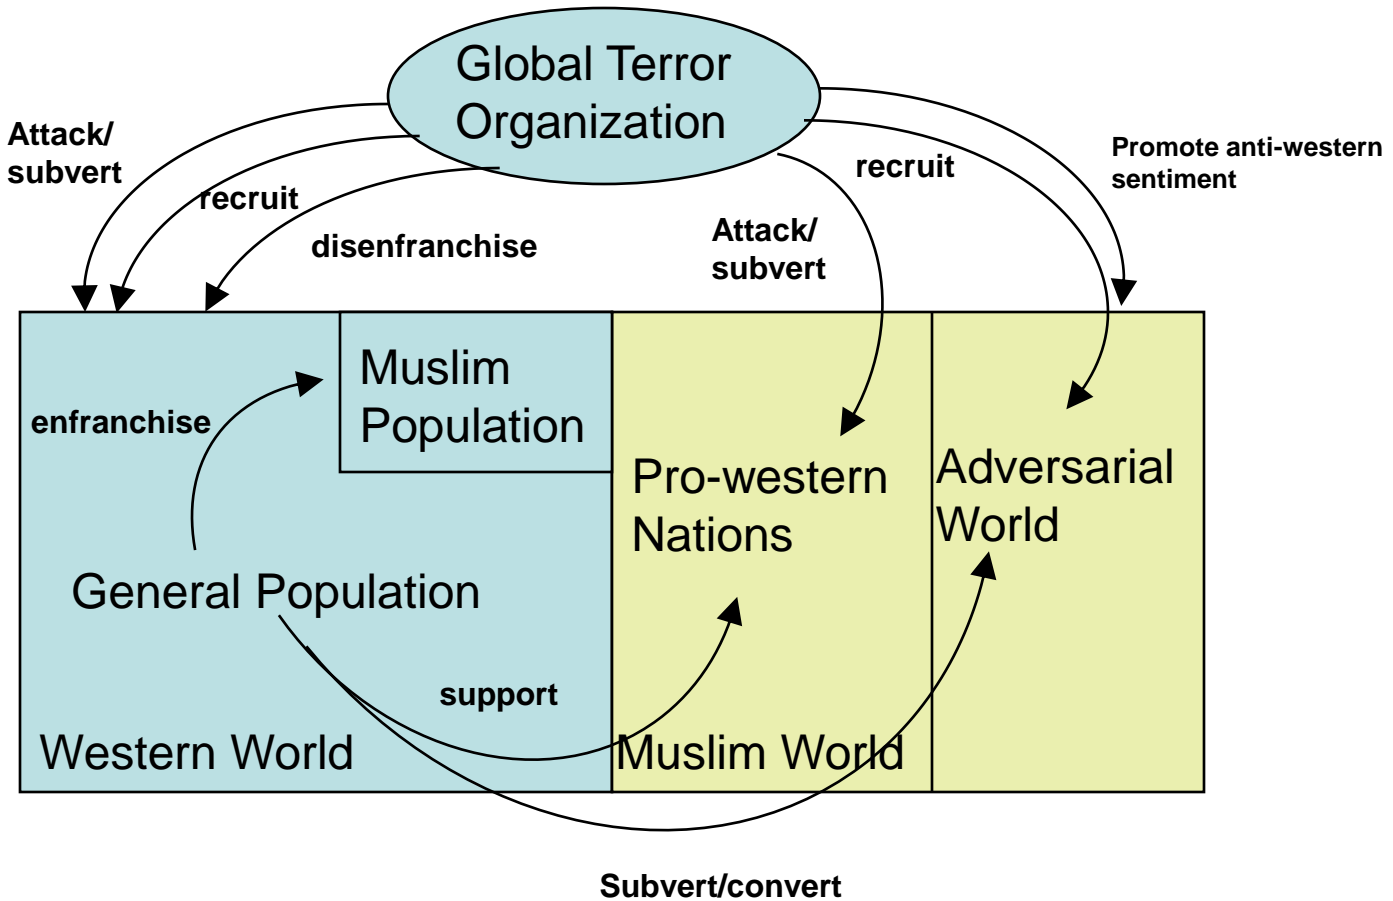 Global Terror
Organization
Attack/
subvert
recruit
disenfranchise
Attack/
subvert
recruit
Promote anti-western
sentiment
Muslim
Population
enfranchise
Pro-western
Nations
Adversarial
World
General Population
support
Western World
Muslim World
Subvert/convert